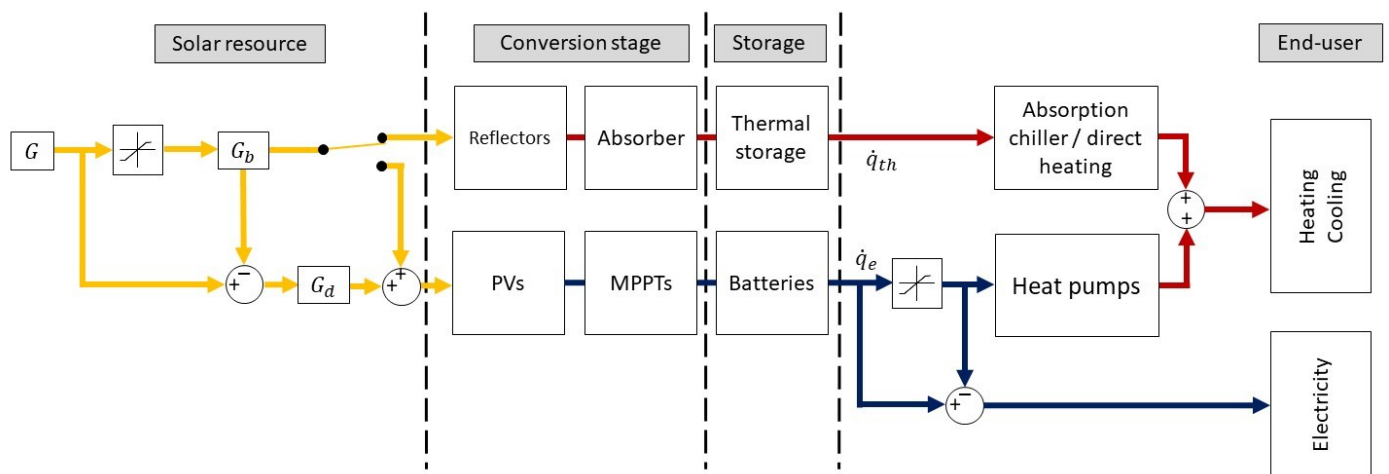 Solar resource
Conversion stage
Storage
End-user
G
G_b
Reflectors
Absorber
Thermal
storage
q̇_th
Absorption
chiller / direct
heating
+
+
Heating
Cooling
−
+
G_d
+
+
PVs
MPPTs
Batteries
q̇_e
Heat pumps
−
+
Electricity